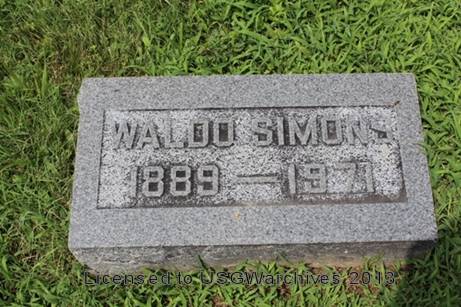 WALDO SIMONS
1889—1971
Licensed to USGWarchives 2013